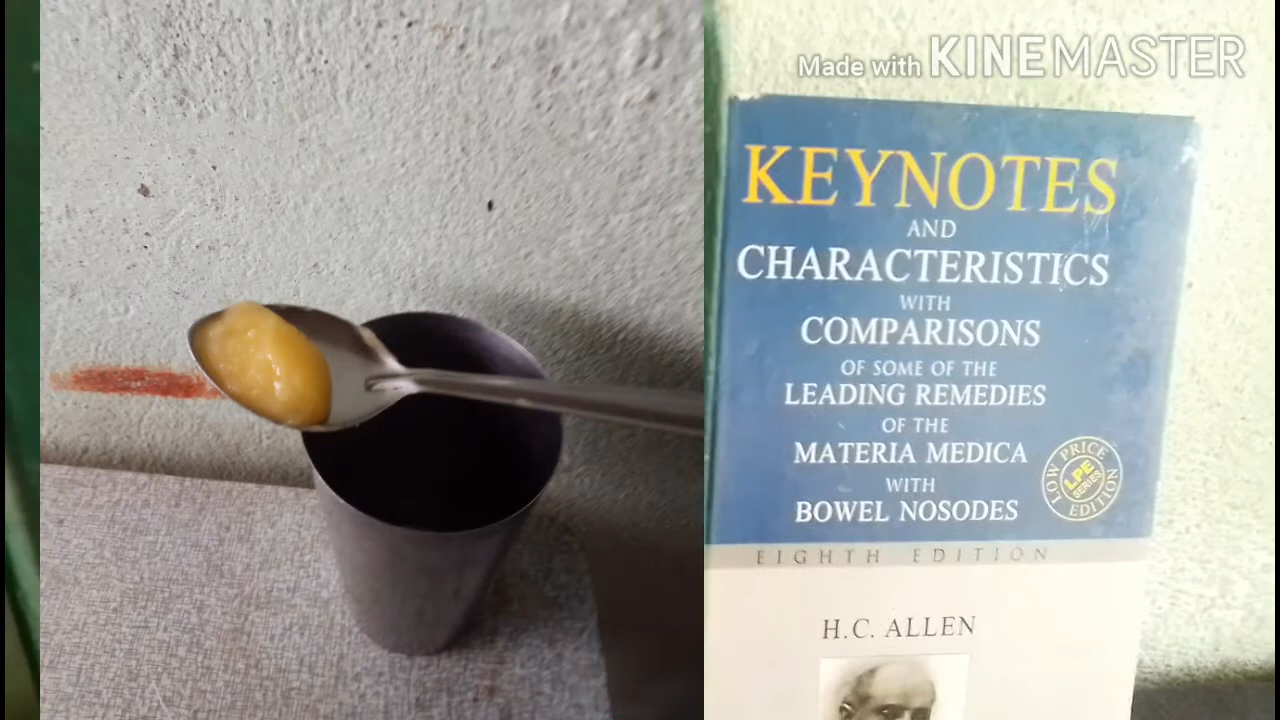 Made with KINEMASTER
KEYNOTES
AND
CHARACTERISTICS
WITH
COMPARISONS
OF SOME OF THE
LEADING REMEDIES
OF THE
MATERIA MEDICA
WITH
BOWEL NOSODES
LOW PRICE
LPE
SERIES
EDITION
EIGHTH EDITION
H.C. ALLEN